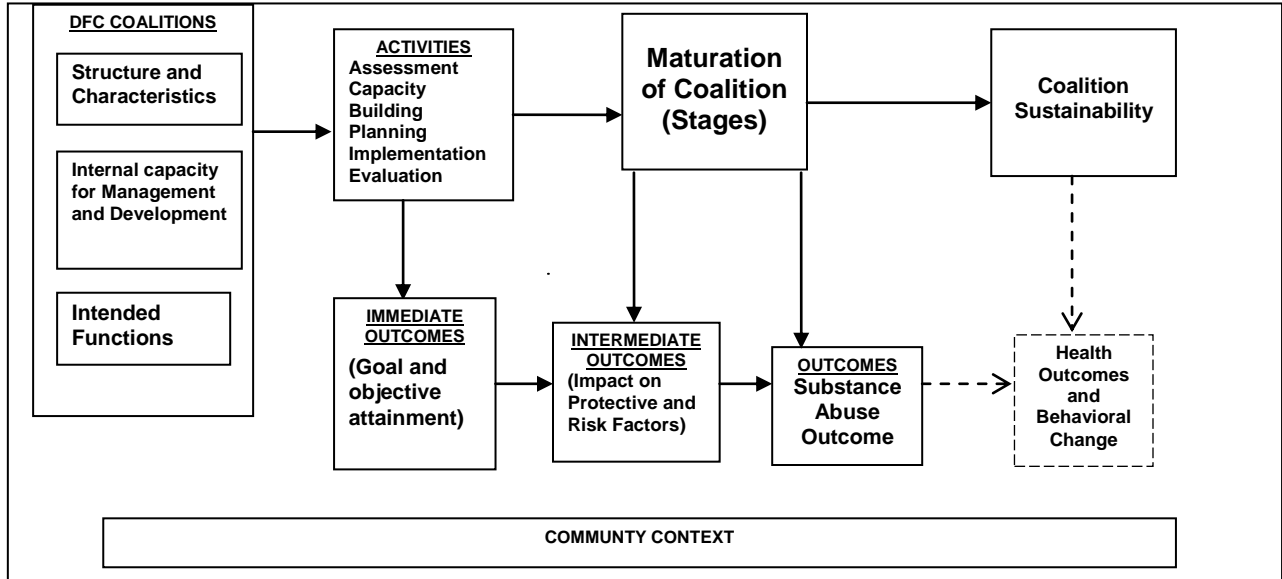 DFC COALITIONS
Structure and
Characteristics
Internal capacity
for Management
and Development
Intended
Functions
ACTIVITIES
Assessment
Capacity
Building
Planning
Implementation
Evaluation
Maturation
of Coalition
(Stages)
Coalition
Sustainability
IMMEDIATE
OUTCOMES
(Goal and
objective
attainment)
INTERMEDIATE
OUTCOMES
(Impact on
Protective and
Risk Factors)
OUTCOMES
Substance
Abuse
Outcome
Health
Outcomes
and
Behavioral
Change
COMMUNTY CONTEXT